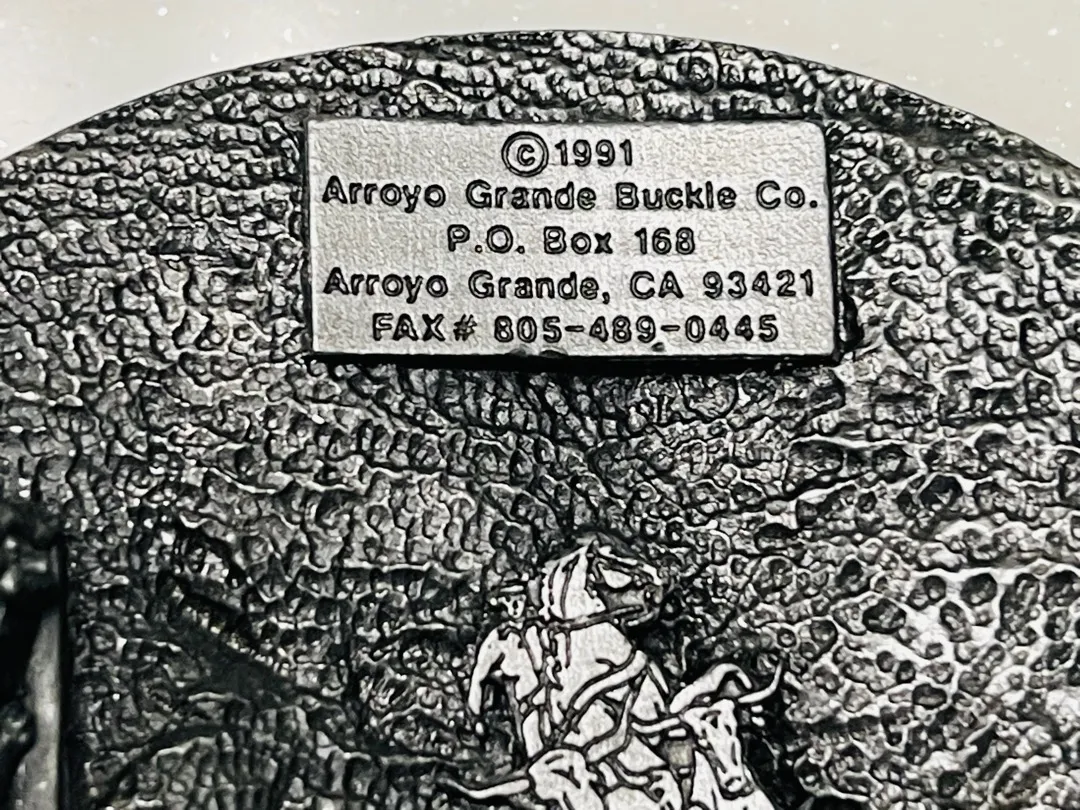 ©1991
Arroyo Grande Buckle Co.
P.O. Box 168
Arroyo Grande, CA 93421
FAX# 805-489-0445